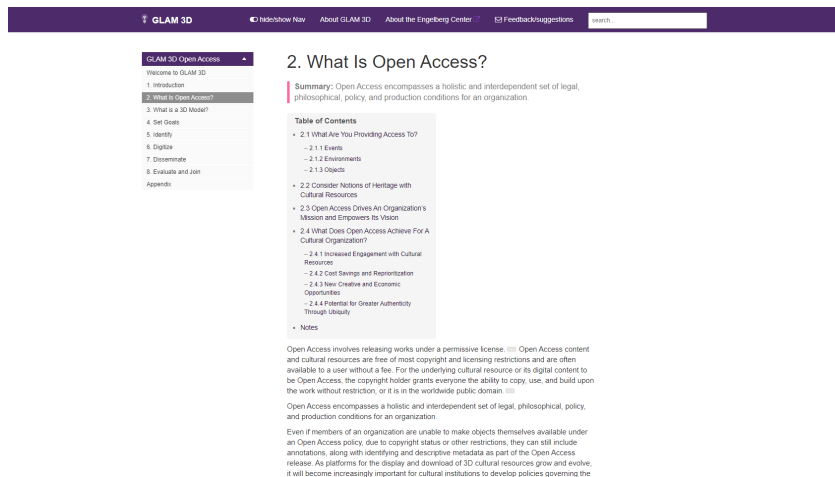 GLAM 3D
hide/show Nav
About GLAM 3D
About the Engelberg Center
Feedback/suggestions
search...
GLAM 3D Open Access
Welcome to GLAM 3D
1. Introduction
2. What Is Open Access?
3. What is a 3D Model?
4. Set Goals
5. Identify
6. Digitize
7. Disseminate
8. Evaluate and Join
Appendix
2. What Is Open Access?
Summary: Open Access encompasses a holistic and interdependent set of legal,
philosophical, policy, and production conditions for an organization.
Table of Contents
• 2.1 What Are You Providing Access To?
– 2.1.1 Events
– 2.1.2 Environments
– 2.1.3 Objects
• 2.2 Consider Notions of Heritage with
Cultural Resources
• 2.3 Open Access Drives An Organization's
Mission and Empowers Its Vision
• 2.4 What Does Open Access Achieve For A
Cultural Organization?
– 2.4.1 Increased Engagement with Cultural
Resources
– 2.4.2 Cost Savings and Reprioritization
– 2.4.3 New Creative and Economic
Opportunities
– 2.4.4 Potential for Greater Authenticity
Through Ubiquity
• Notes
Open Access involves releasing works under a permissive license. Open Access content
and cultural resources are free of most copyright and licensing restrictions and are often
available to a user without a fee. For the underlying cultural resource or its digital content to
be Open Access, the copyright holder grants everyone the ability to copy, use, and build upon
the work without restriction, or it is in the worldwide public domain.
Open Access encompasses a holistic and interdependent set of legal, philosophical, policy,
and production conditions for an organization.
Even if members of an organization are unable to make objects themselves available under
an Open Access policy, due to copyright status or other restrictions, they can still include
annotations, along with identifying and descriptive metadata as part of the Open Access
release. As platforms for the display and download of 3D cultural resources grow and evolve,
it will become increasingly important for cultural institutions to develop policies governing the